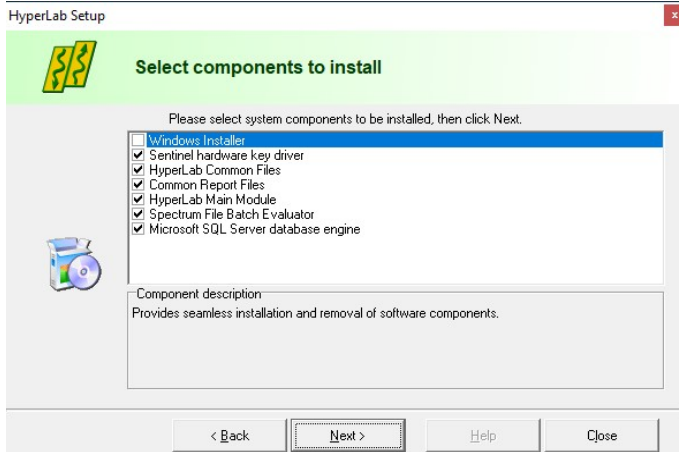 HyperLab Setup
x
Select components to install
Please select system components to be installed, then click Next.
Windows Installer
Sentinel hardware key driver
HyperLab Common Files
Common Report Files
HyperLab Main Module
Spectrum File Batch Evaluator
Microsoft SQL Server database engine
Component description
Provides seamless installation and removal of software components.
< Back
Next >
Help
Close